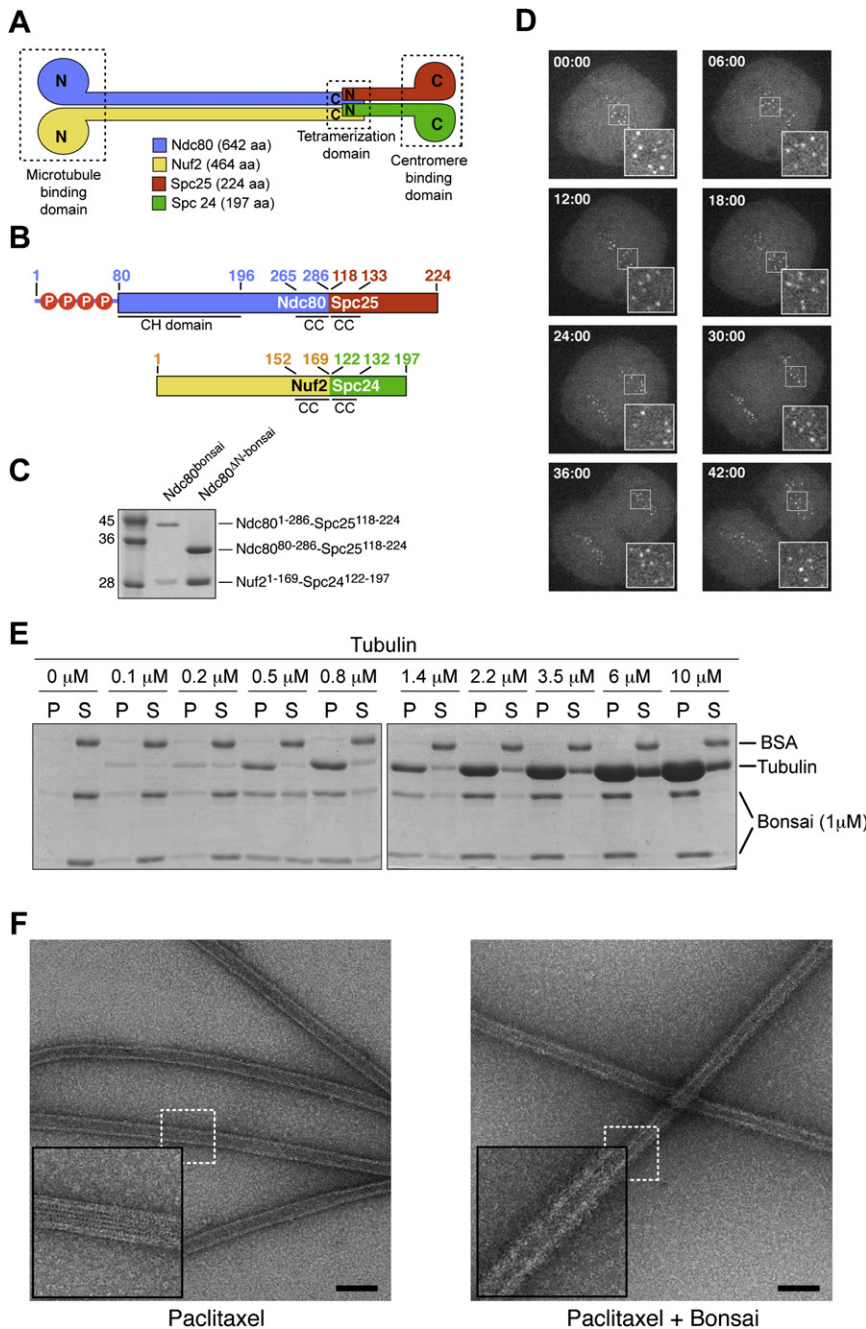 A
N
N
C
N
C
N
C
C
Microtubule
binding
domain
Ndc80 (642 aa)
Nuf2 (464 aa)
Spc25 (224 aa)
Spc 24 (197 aa)
Tetramerization
domain
Centromere
binding
domain
B
1 80 196 265 286 118 133 224
P P P P Ndc80 Spc25
CH domain CC CC
1 152 169 122 132 197
Nuf2 Spc24
CC CC
C
Ndc80bonsai
Ndc80ΔN-bonsai
45
36
28
Ndc80¹⁻²⁸⁶-Spc25¹¹⁸⁻²²⁴
Ndc80⁸⁰⁻²⁸⁶-Spc25¹¹⁸⁻²²⁴
Nuf2¹⁻¹⁶⁹-Spc24¹²²⁻¹⁹⁷
D
00:00 06:00
12:00 18:00
24:00 30:00
36:00 42:00
E
Tubulin
0 μM 0.1 μM 0.2 μM 0.5 μM 0.8 μM 1.4 μM 2.2 μM 3.5 μM 6 μM 10 μM
P S P S P S P S P S P S P S P S P S P S
BSA
Tubulin
Bonsai (1μM)
F
Paclitaxel Paclitaxel + Bonsai